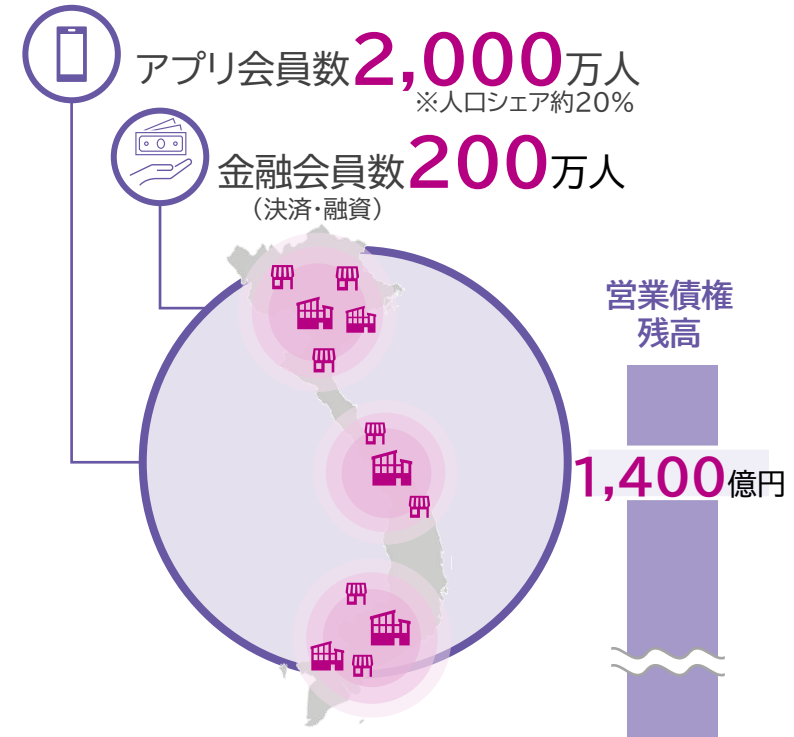 アプリ会員数2,000万人
※人口シェア約20%
金融会員数200万人
（決済・融資）
営業債権
残高
1,400億円